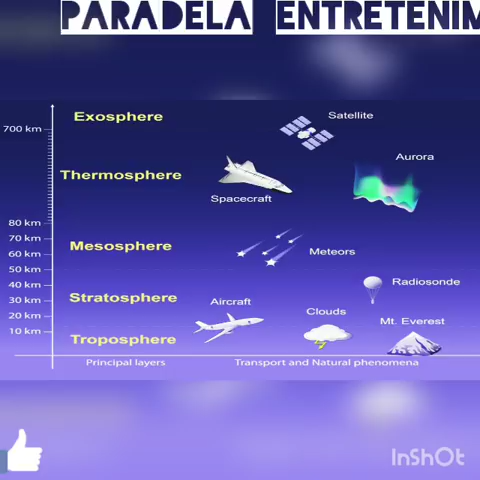 PARADELA ENTRETENIM
Exosphere
Satellite
700 km
Aurora
Thermosphere
Spacecraft
80 km
70 km
Mesosphere
Meteors
60 km
50 km
Radiosonde
40 km
Stratosphere
Aircraft
30 km
Clouds
20 km
Mt. Everest
10 km
Troposphere
Principal layers
Transport and Natural phenomena
InShOt